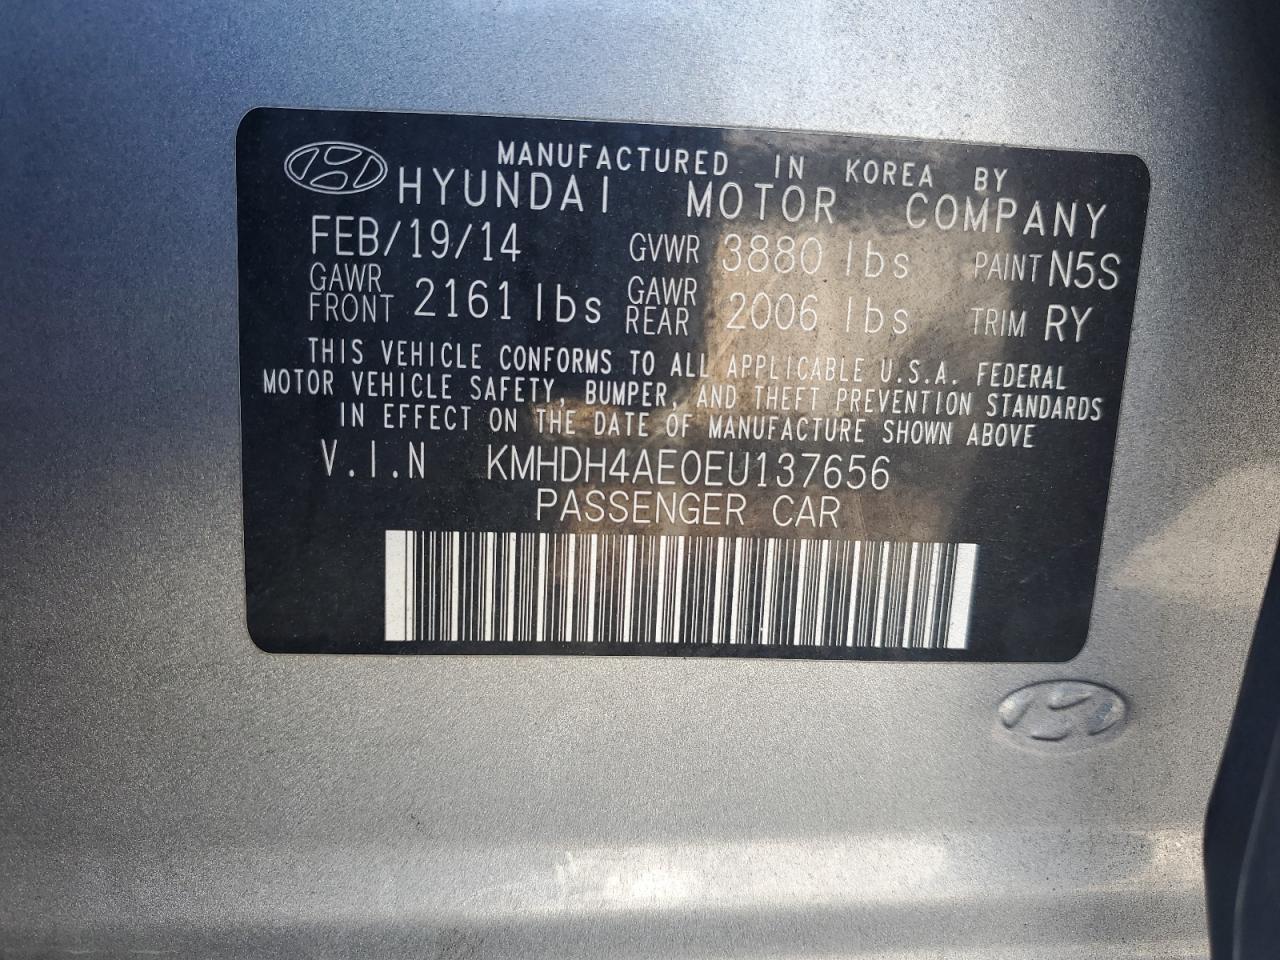 MANUFACTURED IN KOREA BY
HYUNDAI MOTOR COMPANY
FEB/19/14 GVWR 3880 lbs PAINT N5S
GAWR FRONT 2161 lbs GAWR REAR 2006 lbs TRIM RY
THIS VEHICLE CONFORMS TO ALL APPLICABLE U.S.A. FEDERAL
MOTOR VEHICLE SAFETY, BUMPER, AND THEFT PREVENTION STANDARDS
IN EFFECT ON THE DATE OF MANUFACTURE SHOWN ABOVE
V.I.N KMHDH4AE0EU137656
PASSENGER CAR